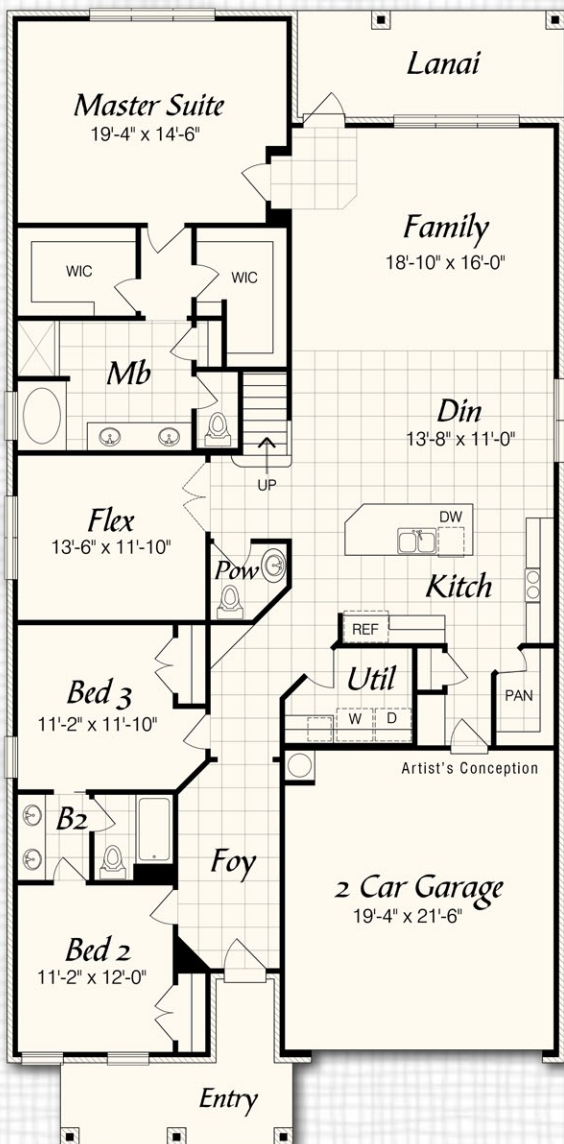 Lanai
Master Suite
19'-4" x 14'-6"
Family
18'-10" x 16'-0"
WIC
WIC
Mb
Din
13'-8" x 11'-0"
UP
Flex
13'-6" x 11'-10"
DW
Pow
Kitch
REF
Util
Bed 3
11'-2" x 11'-10"
PAN
W
D
Artist's Conception
B2
Foy
2 Car Garage
19'-4" x 21'-6"
Bed 2
11'-2" x 12'-0"
Entry